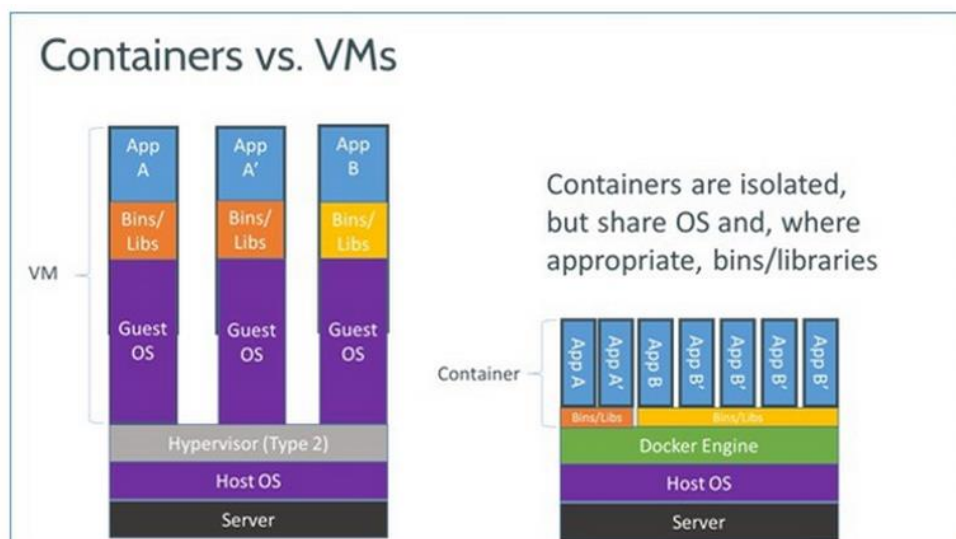 Containers vs. VMs
App
A
Bins/
Libs
Guest
OS
App
A'
Bins/
Libs
Guest
OS
App
B
Bins/
Libs
Guest
OS
VM
Hypervisor (Type 2)
Host OS
Server
Containers are isolated,
but share OS and, where
appropriate, bins/libraries
Container
App A
App A'
App B
App B'
App B'
App B'
App B'
Bins/Libs
Bins/Libs
Docker Engine
Host OS
Server